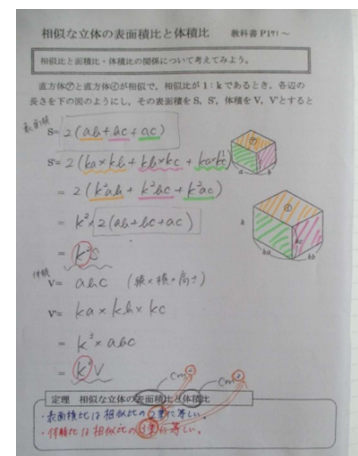 相似な立体の表面積比と体積比 教科書P171〜
相似比と面積比・体積比の関係について考えてみよう。
直方体㋐と直方体㋑が相似で、相似比が1:kであるとき、各辺の
長さを下の図のようにし、その表面積をS, S'、体積をV, V'とすると
表面積
S= 2(ab+bc+ac)
S'= 2(ka×kb+kb×kc+ka×kc)
= 2(k²ab+k²bc+k²ac)
= k²×2(ab+bc+ac)
= k²S
体積
V= abc (縦×横×高さ)
V'= ka×kb×kc
= k³×abc
= k³V
定理 相似な立体の表面積比と体積比
・表面積比は相似比の2乗に等しい。
・体積比は相似比の3乗に等しい。